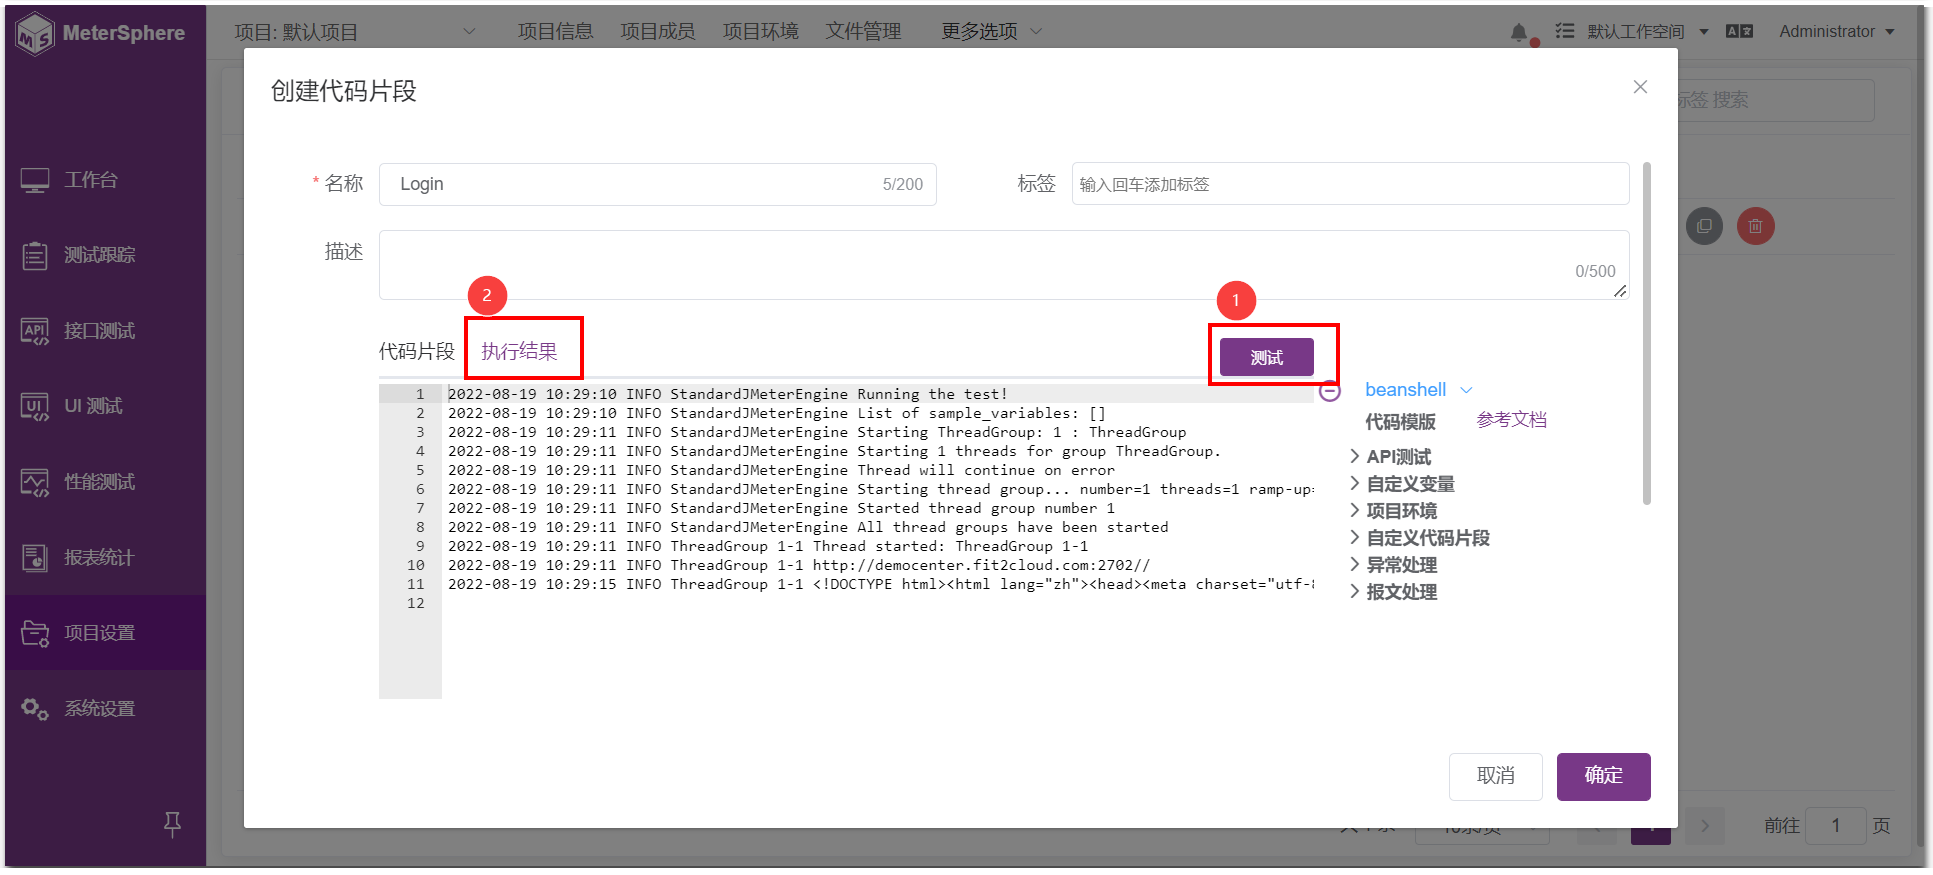 MeterSphere
项目: 默认项目
项目信息
项目成员
项目环境
文件管理
更多选项
默认工作空间
Administrator
工作台
测试跟踪
接口测试
UI 测试
性能测试
报表统计
项目设置
系统设置
创建代码片段
标签 搜索
* 名称
Login
5/200
标签
输入回车添加标签
描述
0/500
2
1
代码片段
执行结果
测试
1 2022-08-19 10:29:10 INFO StandardJMeterEngine Running the test!
2 2022-08-19 10:29:10 INFO StandardJMeterEngine List of sample_variables: []
3 2022-08-19 10:29:11 INFO StandardJMeterEngine Starting ThreadGroup: 1 : ThreadGroup
4 2022-08-19 10:29:11 INFO StandardJMeterEngine Starting 1 threads for group ThreadGroup.
5 2022-08-19 10:29:11 INFO StandardJMeterEngine Thread will continue on error
6 2022-08-19 10:29:11 INFO StandardJMeterEngine Starting thread group... number=1 threads=1 ramp-up=
7 2022-08-19 10:29:11 INFO StandardJMeterEngine Started thread group number 1
8 2022-08-19 10:29:11 INFO StandardJMeterEngine All thread groups have been started
9 2022-08-19 10:29:11 INFO ThreadGroup 1-1 Thread started: ThreadGroup 1-1
10 2022-08-19 10:29:11 INFO ThreadGroup 1-1 http://democenter.fit2cloud.com:2702//
11 2022-08-19 10:29:15 INFO ThreadGroup 1-1 <!DOCTYPE html><html lang="zh"><head><meta charset="utf-8
12
beanshell
代码模版
参考文档
API测试
自定义变量
项目环境
自定义代码片段
异常处理
报文处理
取消
确定
前往
1
页